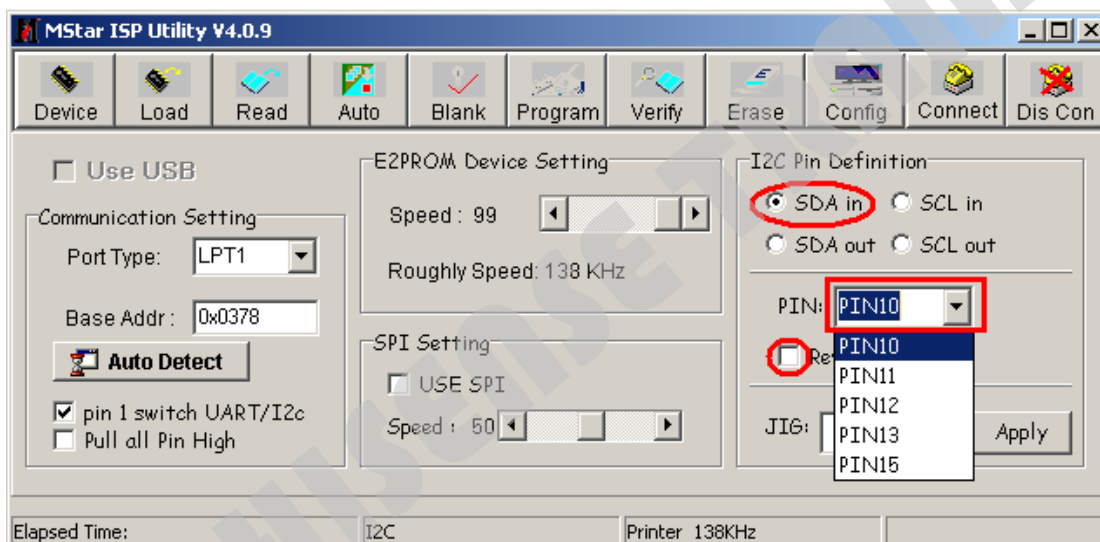 MStar ISP Utility V4.0.9
Device Load Read Auto Blank Program Verify Erase Config Connect Dis Con
Use USB
Communication Setting
Port Type: LPT1
Base Addr : 0x0378
Auto Detect
pin 1 switch UART/I2c
Pull all Pin High
E2PROM Device Setting
Speed : 99
Roughly Speed: 138 KHz
SPI Setting
USE SPI
Speed : 50
I2C Pin Definition
SDA in SCL in
SDA out SCL out
PIN: PIN10
Re
PIN10
PIN11
PIN12
PIN13
PIN15
JIG: Apply
Elapsed Time: I2C Printer 138KHz
HISENSE